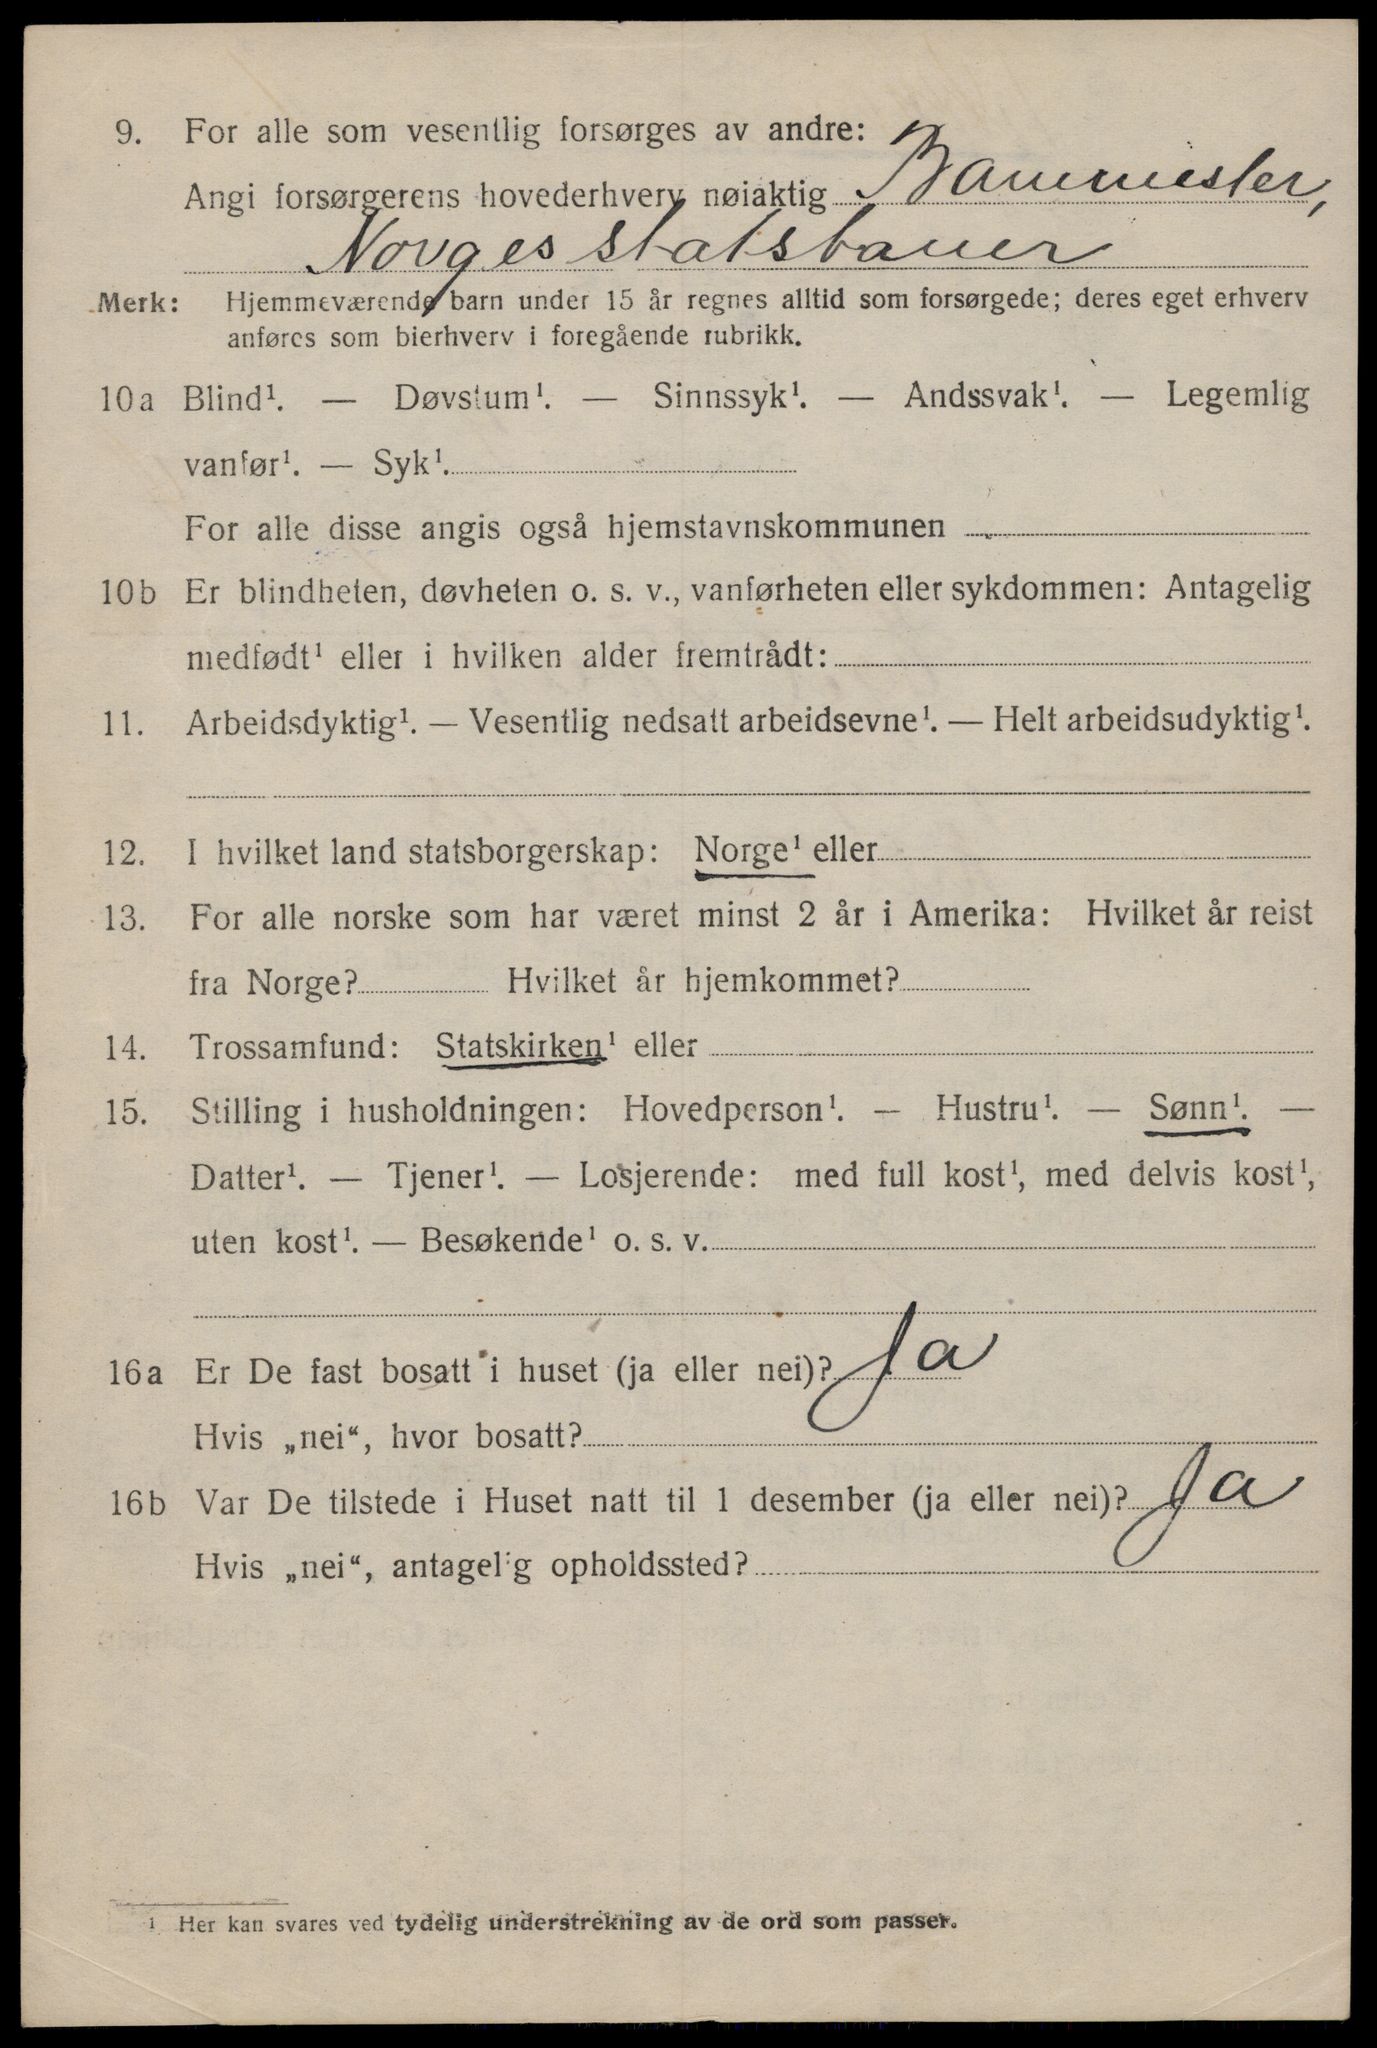 9. For alle som vesentlig forsørges av andre:
Angi forsørgerens hovederhverv nøiaktig Banemester,
Norges statsbaner
Merk: Hjemmeværende barn under 15 år regnes alltid som forsørgede; deres eget erhverv
anføres som bierhverv i foregående rubrikk.
10a Blind¹. — Døvstum¹. — Sinnssyk¹. — Andssvak¹. — Legemlig
vanfør¹. — Syk¹.
For alle disse angis også hjemstavnskommunen
10b Er blindheten, døvheten o. s. v., vanførheten eller sykdommen: Antagelig
medfødt¹ eller i hvilken alder fremtrådt:
11. Arbeidsdyktig¹. — Vesentlig nedsatt arbeidsevne¹. — Helt arbeidsudyktig¹.
12. I hvilket land statsborgerskap: Norge¹ eller
13. For alle norske som har været minst 2 år i Amerika: Hvilket år reist
fra Norge? Hvilket år hjemkommet?
14. Trossamfund: Statskirken¹ eller
15. Stilling i husholdningen: Hovedperson¹. — Hustru¹. — Sønn¹. —
Datter¹. — Tjener¹. — Losjerende: med full kost¹, med delvis kost¹,
uten kost¹. — Besøkende¹ o. s. v.
16a Er De fast bosatt i huset (ja eller nei)? Ja
Hvis „nei“, hvor bosatt?
16b Var De tilstede i Huset natt til 1 desember (ja eller nei)? Ja
Hvis „nei“, antagelig opholdssted?
¹ Her kan svares ved tydelig understrekning av de ord som passer.